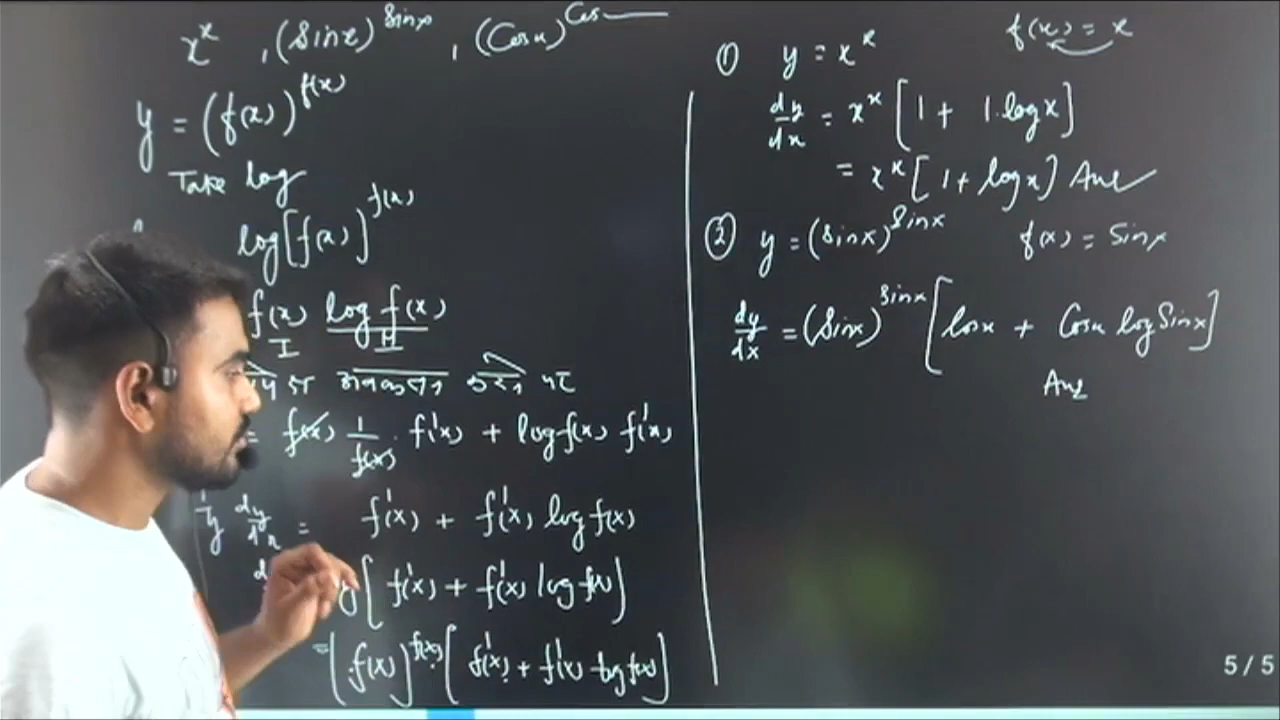 x^x , (Sinx)^Sinx , (Cosx)^Cos
y = (f(x))^f(x)
Take log
log[f(x)]^f(x)
f(x) log f(x)
I II
= f(x) 1/f(x) . f'(x) + log f(x) f'(x)
1/y dy/dx = f'(x) + f'(x) log f(x)
y[f'(x) + f'(x) log f(x)]
= (f(x))^f(x) [f'(x) + f'(x) log f(x)]
① y = x^x f(x) = x
dy/dx = x^x [1 + 1.log x]
= x^x [1 + log x] Ans
② y = (Sinx)^Sinx f(x) = Sinx
dy/dx = (Sinx)^Sinx [Cosx + Cosx log Sinx]
Ans
5/5